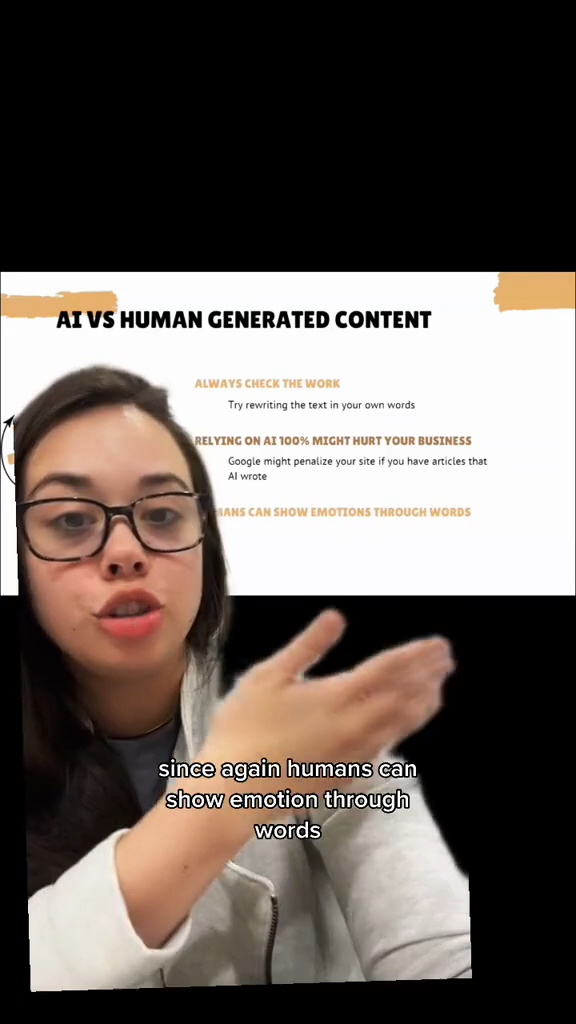 AI VS HUMAN GENERATED CONTENT
ALWAYS CHECK THE WORK
Try rewriting the text in your own words
RELYING ON AI 100% MIGHT HURT YOUR BUSINESS
Google might penalize your site if you have articles that
AI wrote
CAN SHOW EMOTIONS THROUGH WORDS
since again humans can
show emotion through
words